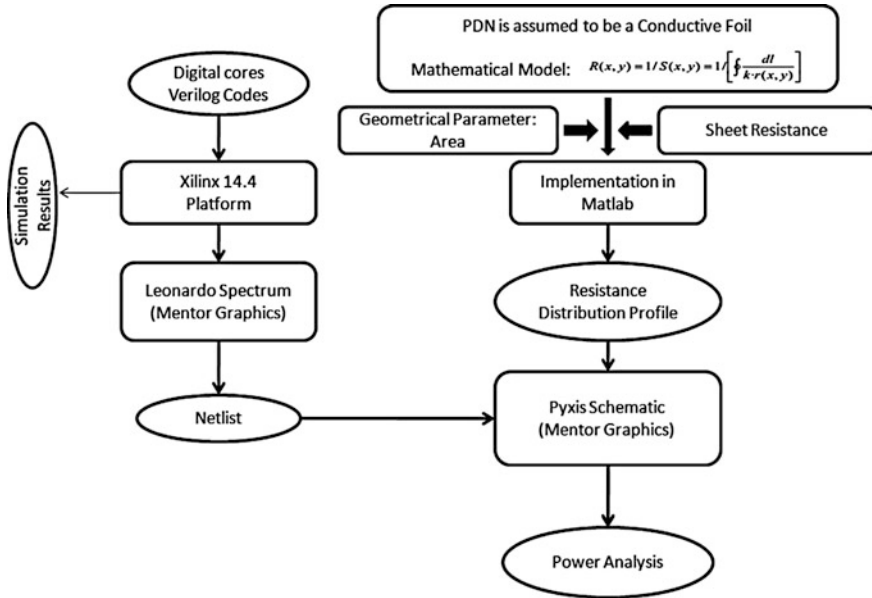 PDN is assumed to be a Conductive Foil
Mathematical Model: R(x, y) = 1/S(x, y) = 1/[∮ dl / k·r(x, y)]
Digital cores
Verilog Codes
Geometrical Parameter:
Area
Sheet Resistance
Xilinx 14.4
Platform
Implementation in
Matlab
Simulation
Results
Leonardo Spectrum
(Mentor Graphics)
Resistance
Distribution Profile
Netlist
Pyxis Schematic
(Mentor Graphics)
Power Analysis